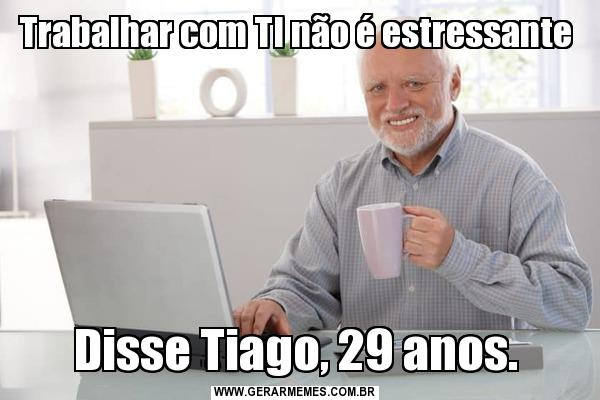 Trabalhar com TI não é estressante
Disse Tiago, 29 anos.
WWW.GERARMEMES.COM.BR